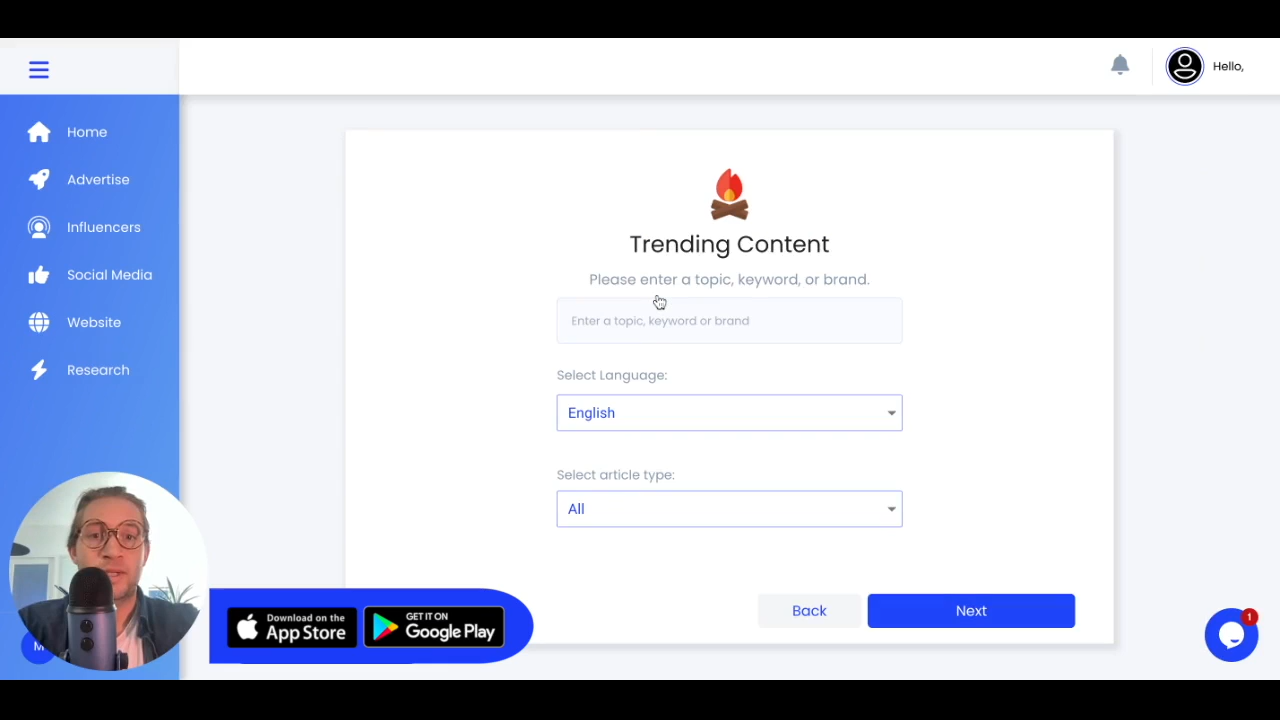 Hello,
Home
Advertise
Influencers
Social Media
Website
Research
Trending Content
Please enter a topic, keyword, or brand.
Enter a topic, keyword or brand
Select Language:
English
Select article type:
All
Back
Next
M
Download on the
App Store
GET IT ON
Google Play
1